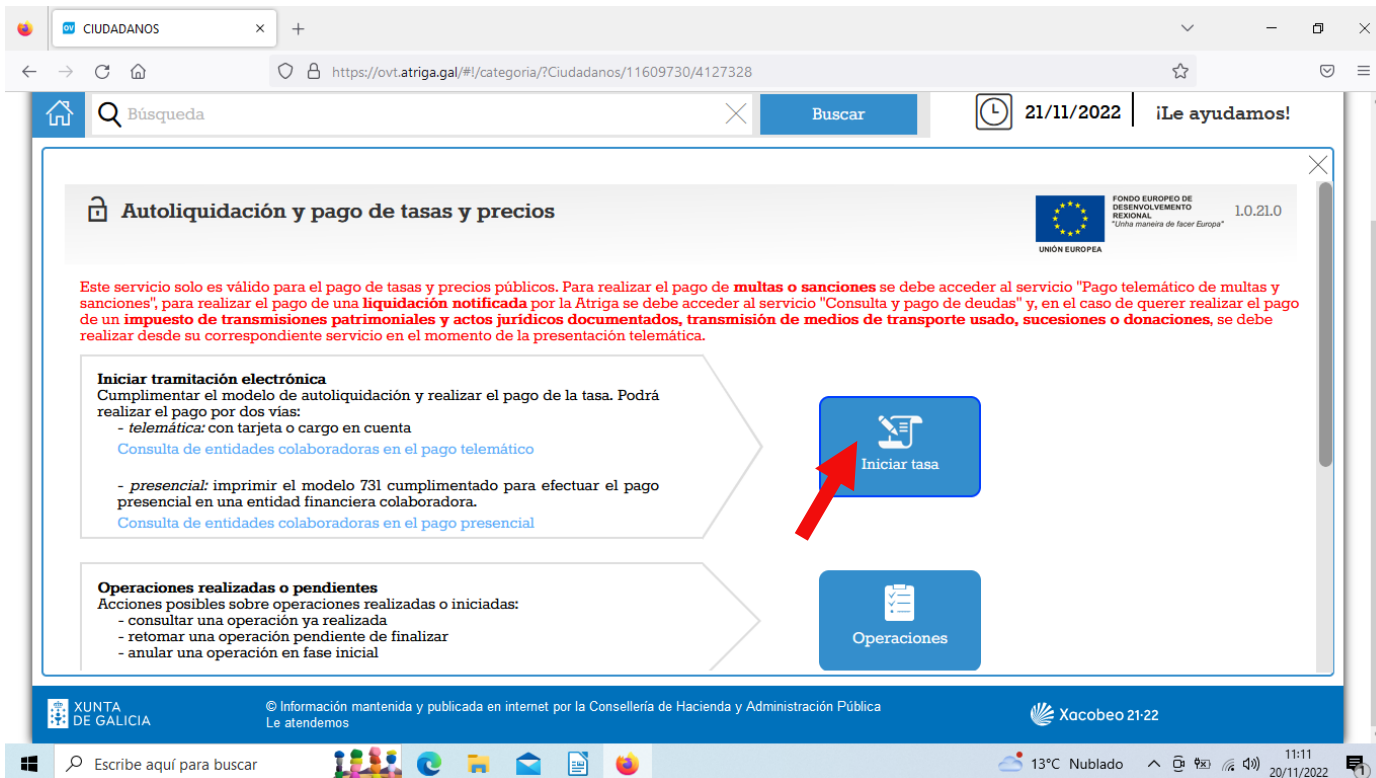 CIUDADANOS
https://ovt.atriga.gal/#!/categoria/?Ciudadanos/11609730/4127328
Búsqueda
Buscar
21/11/2022
¡Le ayudamos!
Autoliquidación y pago de tasas y precios
UNIÓN EUROPEA
FONDO EUROPEO DE
DESENVOLVEMENTO
REXIONAL
"Unha maneira de facer Europa"
1.0.21.0
Este servicio solo es válido para el pago de tasas y precios públicos. Para realizar el pago de multas o sanciones se debe acceder al servicio "Pago telemático de multas y
sanciones", para realizar el pago de una liquidación notificada por la Atriga se debe acceder al servicio "Consulta y pago de deudas" y, en el caso de querer realizar el pago
de un impuesto de transmisiones patrimoniales y actos jurídicos documentados, transmisión de medios de transporte usado, sucesiones o donaciones, se debe
realizar desde su correspondiente servicio en el momento de la presentación telemática.
Iniciar tramitación electrónica
Cumplimentar el modelo de autoliquidación y realizar el pago de la tasa. Podrá
realizar el pago por dos vías:
- telemática: con tarjeta o cargo en cuenta
Consulta de entidades colaboradoras en el pago telemático
- presencial: imprimir el modelo 731 cumplimentado para efectuar el pago
presencial en una entidad financiera colaboradora.
Consulta de entidades colaboradoras en el pago presencial
Iniciar tasa
Operaciones realizadas o pendientes
Acciones posibles sobre operaciones realizadas o iniciadas:
- consultar una operación ya realizada
- retomar una operación pendiente de finalizar
- anular una operación en fase inicial
Operaciones
XUNTA
DE GALICIA
© Información mantenida y publicada en internet por la Consellería de Hacienda y Administración Pública
Le atendemos
Xacobeo 21·22
Escribe aquí para buscar
13°C Nublado
11:11
20/11/2022